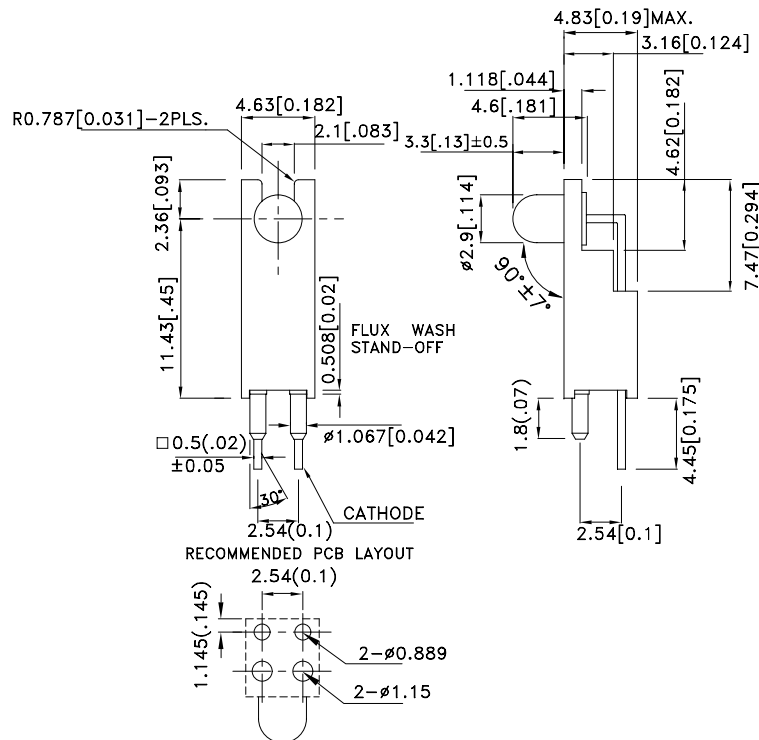 4.83[0.19]MAX.
3.16[0.124]
1.118[.044]
4.63[0.182]
4.6[.181]
R0.787[0.031]-2PLS.
2.1[.083]
3.3[.13]±0.5
4.62[0.182]
2.36[.093]
ø2.9[.114]
7.47[0.294]
90°±7°
11.43[.45]
0.508[0.02]
FLUX WASH
STAND-OFF
1.8(.07)
4.45[0.175]
ø1.067[0.042]
□0.5(.02)
±0.05
30°
CATHODE
2.54(0.1)
2.54[0.1]
RECOMMENDED PCB LAYOUT
2.54(0.1)
1.145(.145)
2-ø0.889
2-ø1.15